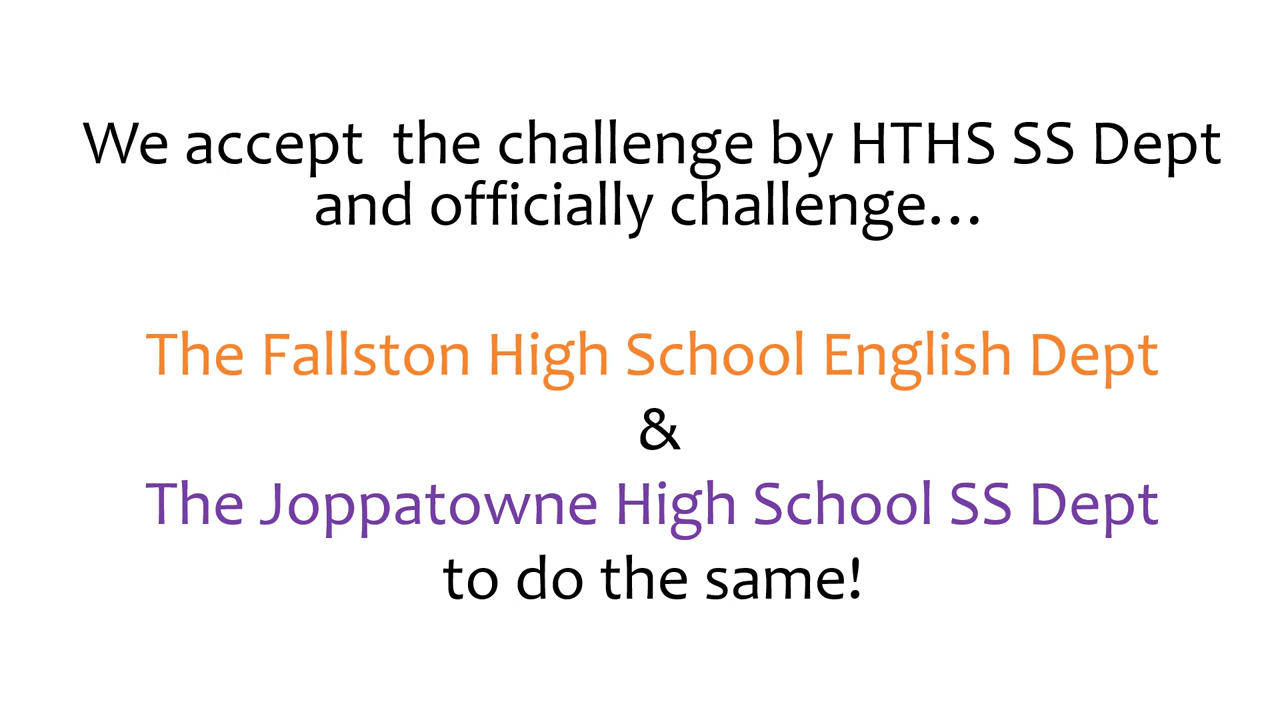 We accept  the challenge by HTHS SS Dept
and officially challenge…
The Fallston High School English Dept
&
The Joppatowne High School SS Dept
to do the same!